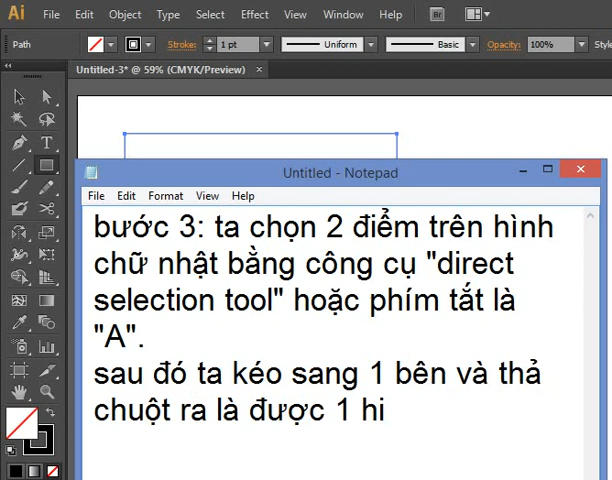 Ai File Edit Object Type Select Effect View Window Help Br
Path Stroke: 1 pt Uniform Basic Opacity: 100% Style
Untitled-3* @ 59% (CMYK/Preview) ×
Untitled - Notepad
File Edit Format View Help
bước 3: ta chọn 2 điểm trên hình
chữ nhật bằng công cụ "direct
selection tool" hoặc phím tắt là
"A".
sau đó ta kéo sang 1 bên và thả
chuột ra là được 1 hi